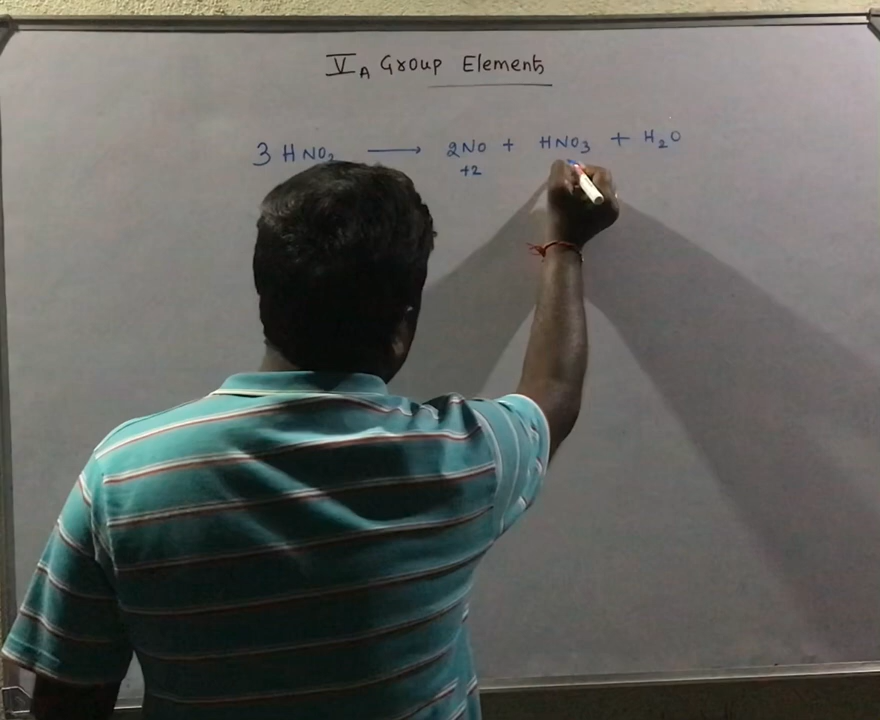 V_A Group Elements
3 HNO₂ ⟶ 2NO + HNO₃ + H₂O
+2